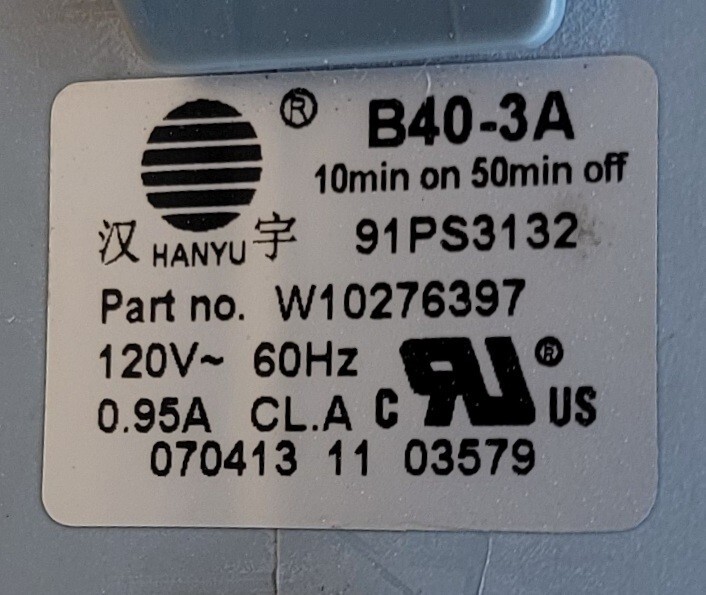 ® B40-3A
10min on 50min off
汉 HANYU 宇 91PS3132
Part no. W10276397
120V~ 60Hz
0.95A CL.A C RU ® US
070413 11 03579